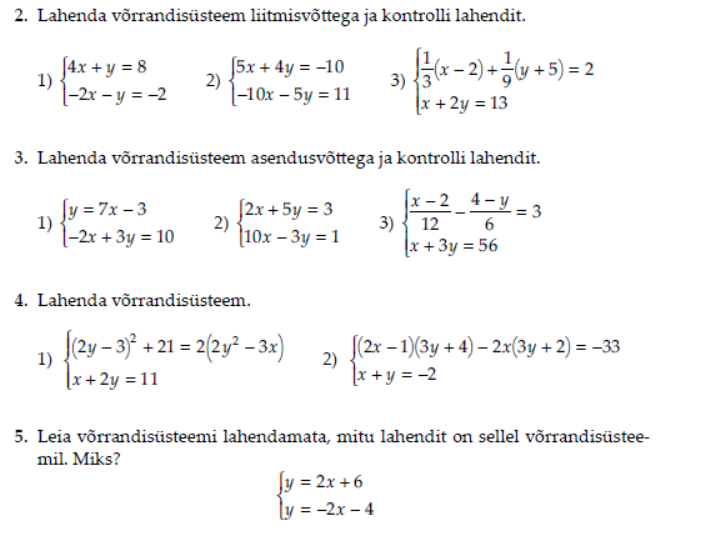 2. Lahenda võrrandisüsteem liitmisvõttega ja kontrolli lahendit.
1) {4x + y = 8
−2x − y = −2
2) {5x + 4y = −10
−10x − 5y = 11
3) {1/3(x − 2) + 1/9(y + 5) = 2
x + 2y = 13
3. Lahenda võrrandisüsteem asendusvõttega ja kontrolli lahendit.
1) {y = 7x − 3
−2x + 3y = 10
2) {2x + 5y = 3
10x − 3y = 1
3) {(x − 2)/12 − (4 − y)/6 = 3
x + 3y = 56
4. Lahenda võrrandisüsteem.
1) {(2y − 3)² + 21 = 2(2y² − 3x)
x + 2y = 11
2) {(2x − 1)(3y + 4) − 2x(3y + 2) = −33
x + y = −2
5. Leia võrrandisüsteemi lahendamata, mitu lahendit on sellel võrrandisüstee-
mil. Miks?
{y = 2x + 6
y = −2x − 4